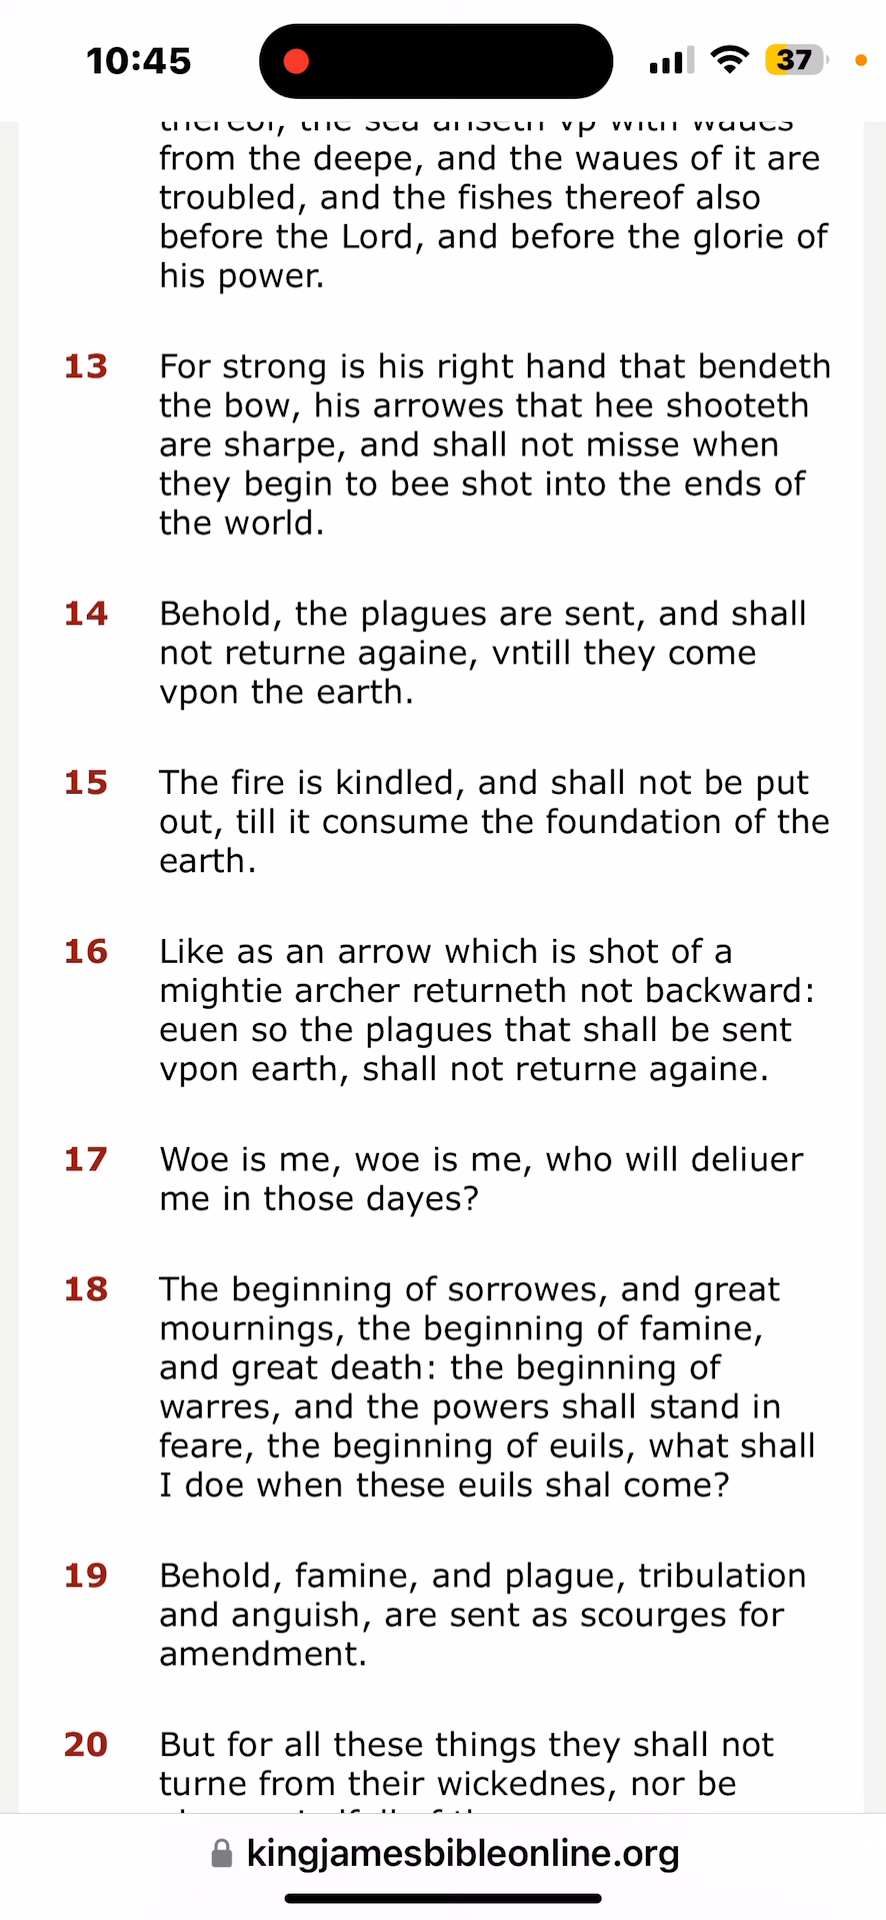 10:45
37
from the deepe, and the waues of it are
troubled, and the fishes thereof also
before the Lord, and before the glorie of
his power.
13 For strong is his right hand that bendeth
the bow, his arrowes that hee shooteth
are sharpe, and shall not misse when
they begin to bee shot into the ends of
the world.
14 Behold, the plagues are sent, and shall
not returne againe, vntill they come
vpon the earth.
15 The fire is kindled, and shall not be put
out, till it consume the foundation of the
earth.
16 Like as an arrow which is shot of a
mightie archer returneth not backward:
euen so the plagues that shall be sent
vpon earth, shall not returne againe.
17 Woe is me, woe is me, who will deliuer
me in those dayes?
18 The beginning of sorrowes, and great
mournings, the beginning of famine,
and great death: the beginning of
warres, and the powers shall stand in
feare, the beginning of euils, what shall
I doe when these euils shal come?
19 Behold, famine, and plague, tribulation
and anguish, are sent as scourges for
amendment.
20 But for all these things they shall not
turne from their wickednes, nor be
kingjamesbibleonline.org